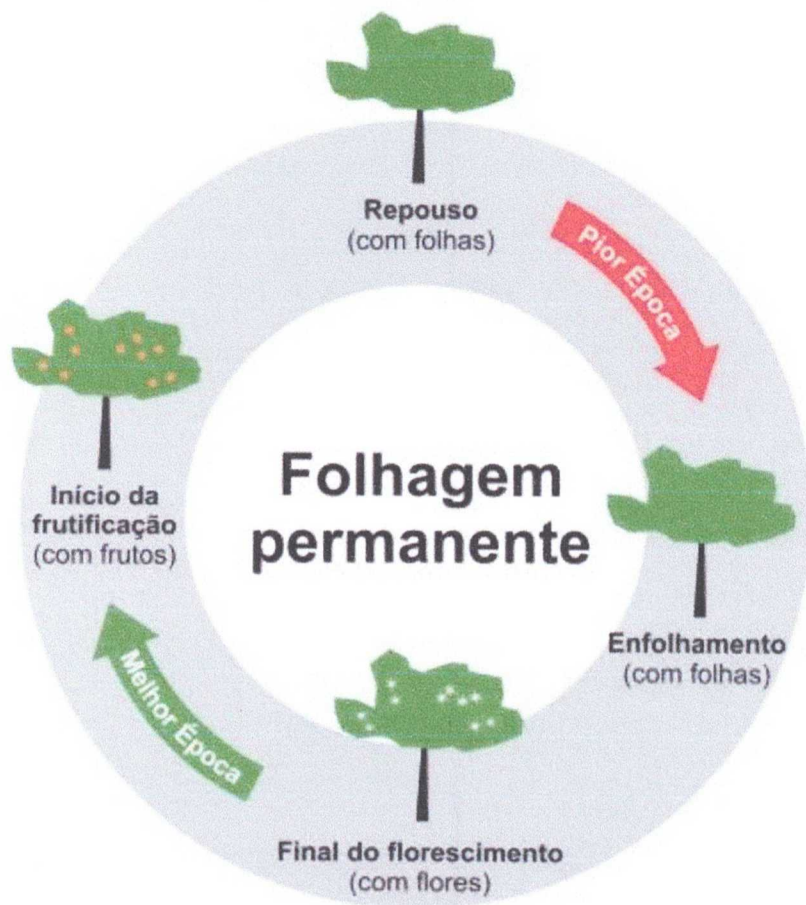 Repouso
(com folhas)
Pior Época
Início da
frutificação
(com frutos)
Folhagem
permanente
Enfolhamento
(com folhas)
Melhor Época
Final do florescimento
(com flores)